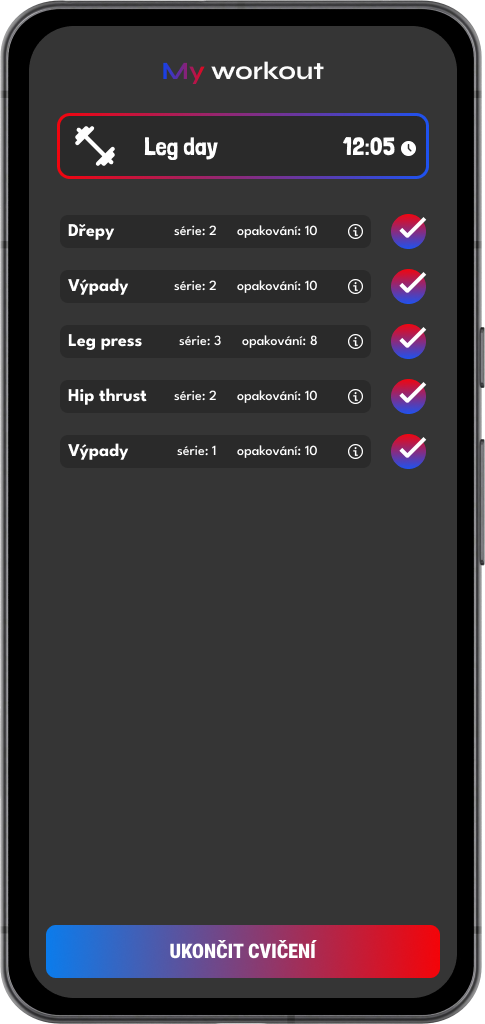 My workout
Leg day 12:05
Dřepy série: 2 opakování: 10
Výpady série: 2 opakování: 10
Leg press série: 3 opakování: 8
Hip thrust série: 2 opakování: 10
Výpady série: 1 opakování: 10
UKONČIT CVIČENÍ